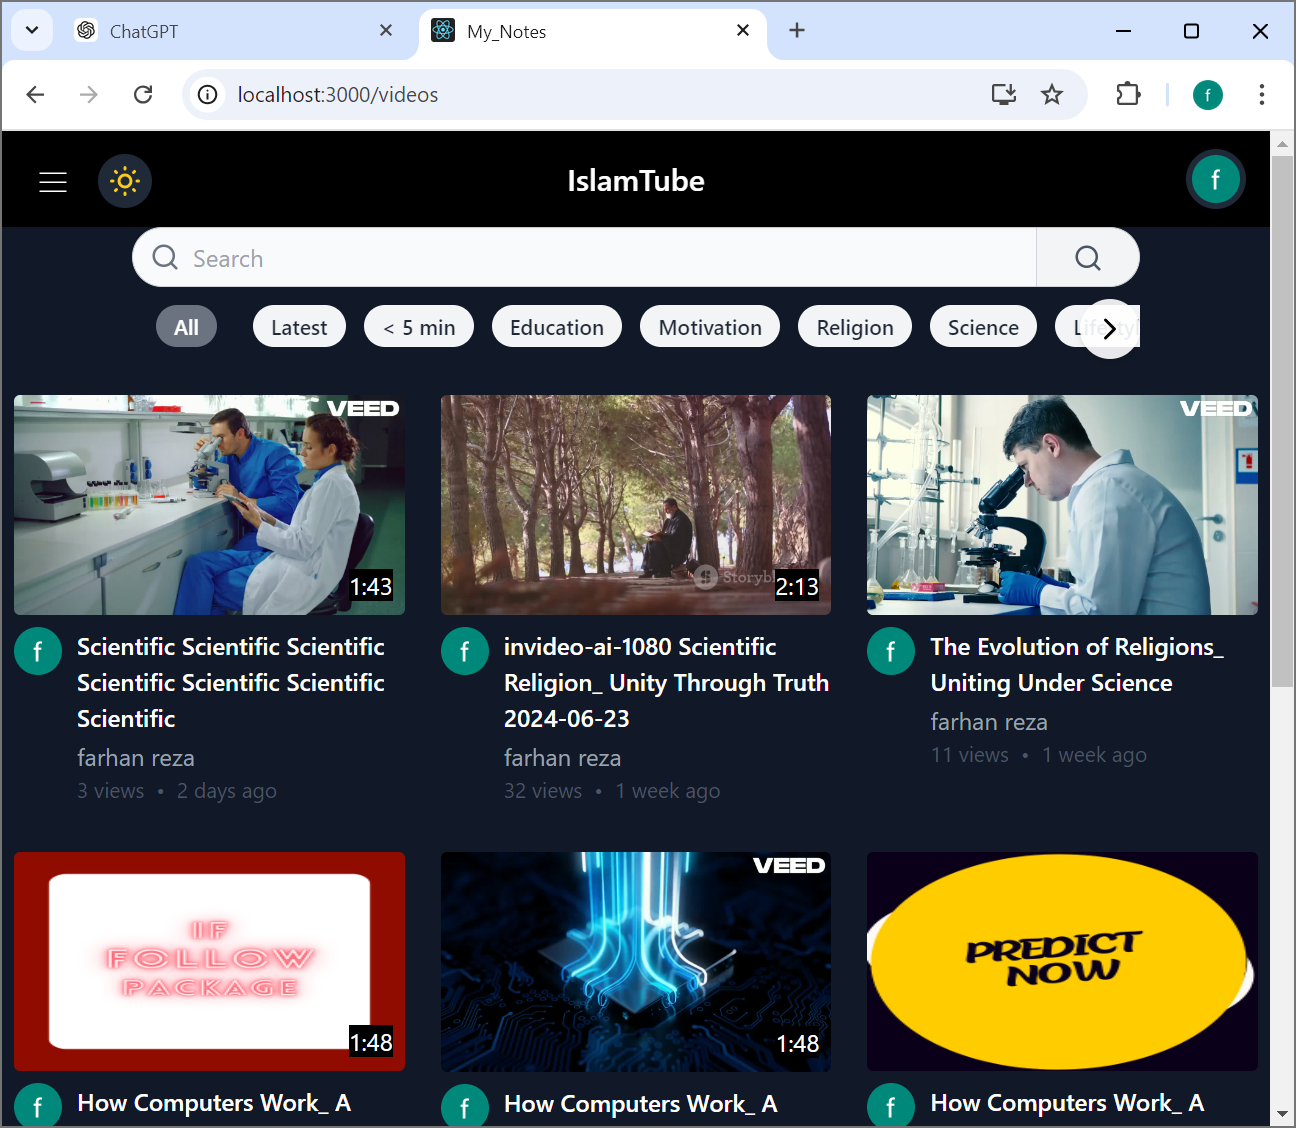 ChatGPT
My_Notes
localhost:3000/videos
f
IslamTube
f
Search
All
Latest
< 5 min
Education
Motivation
Religion
Science
VEED
1:43
2:13
VEED
f
Scientific Scientific Scientific
Scientific Scientific Scientific
Scientific
farhan reza
3 views • 2 days ago
f
invideo-ai-1080 Scientific
Religion_ Unity Through Truth
2024-06-23
farhan reza
32 views • 1 week ago
f
The Evolution of Religions_
Uniting Under Science
farhan reza
11 views • 1 week ago
IF
FOLLOW
PACKAGE
1:48
VEED
1:48
PREDICT
NOW
f
How Computers Work_ A
f
How Computers Work_ A
f
How Computers Work_ A